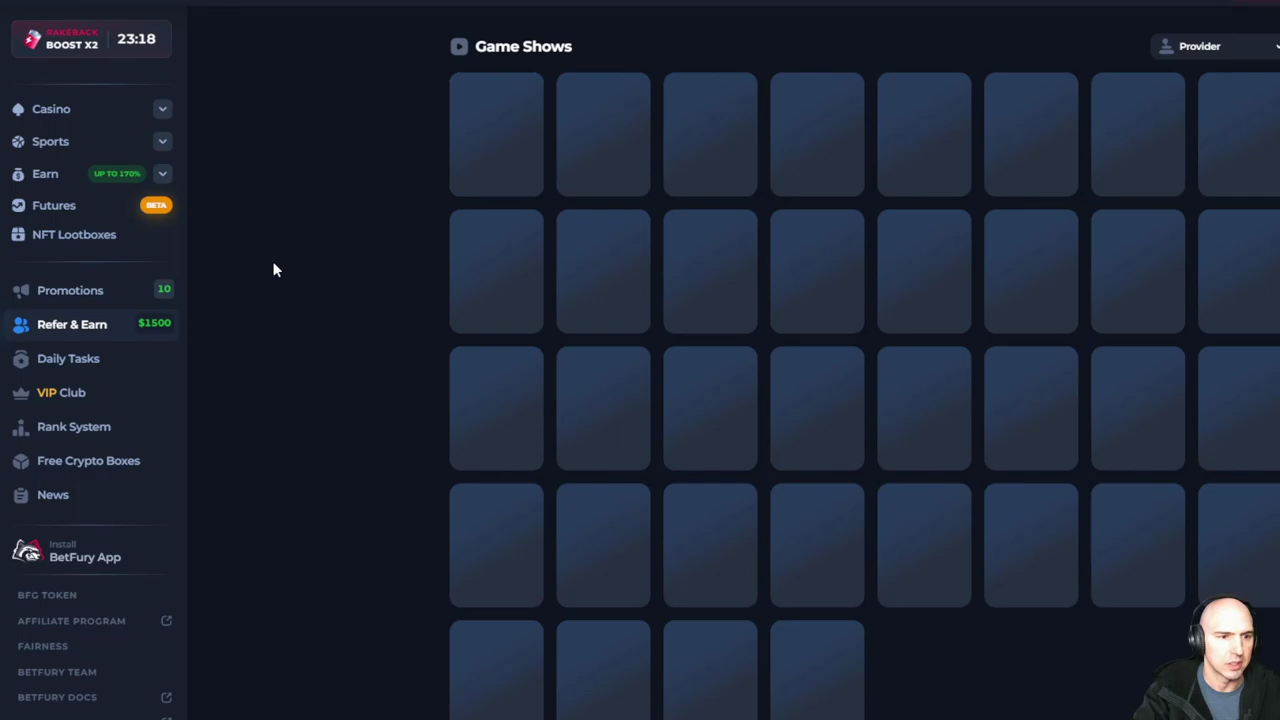 RAKEBACK
BOOST X2
23:18
Casino
Sports
Earn
UP TO 170%
Futures
BETA
NFT Lootboxes
Promotions
10
Refer & Earn
$1500
Daily Tasks
VIP Club
Rank System
Free Crypto Boxes
News
Install
BetFury App
BFG TOKEN
AFFILIATE PROGRAM
FAIRNESS
BETFURY TEAM
BETFURY DOCS
Game Shows
Provider